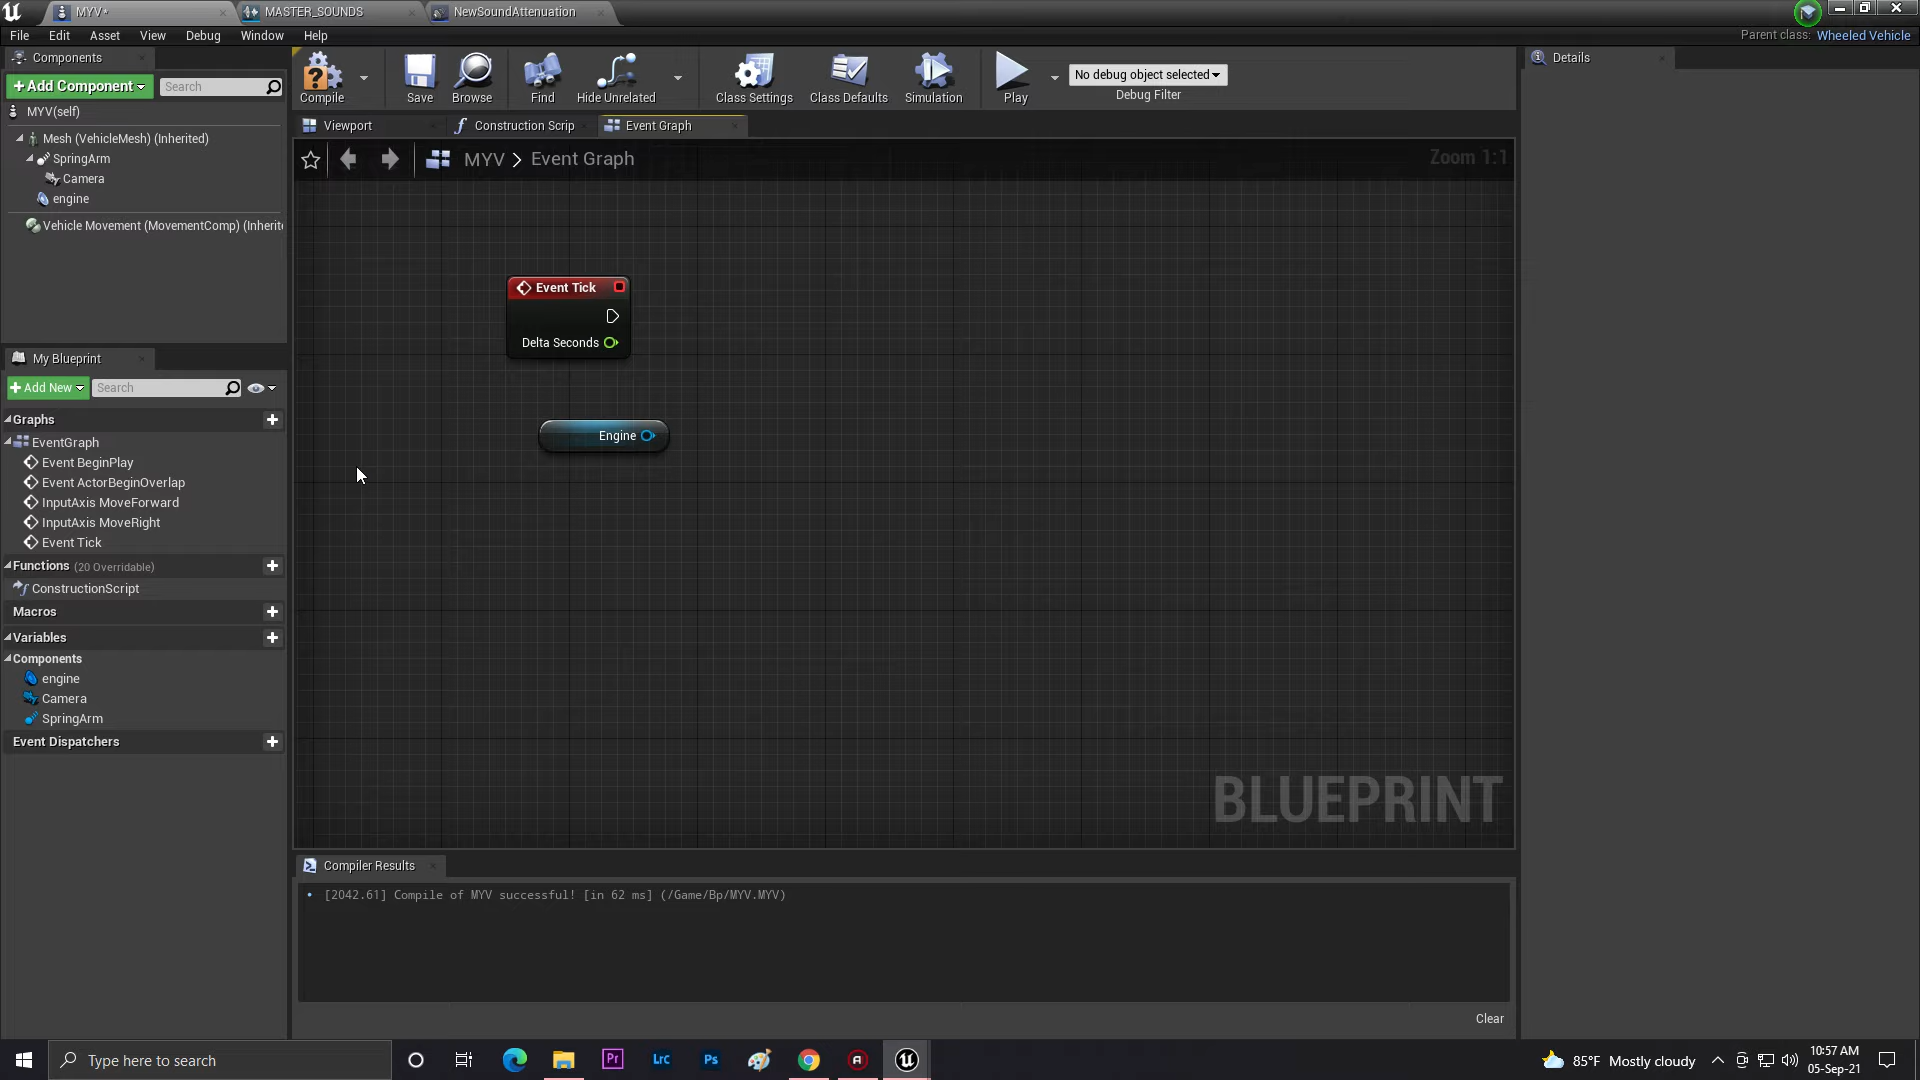 MYV*
MASTER_SOUNDS
NewSoundAttenuation
File Edit Asset View Debug Window Help
Parent class: Wheeled Vehicle
Components
Add Component
Search
MYV(self)
Mesh (VehicleMesh) (Inherited)
SpringArm
Camera
engine
Vehicle Movement (MovementComp) (Inherite
Compile
Save
Browse
Find
Hide Unrelated
Class Settings
Class Defaults
Simulation
Play
No debug object selected
Debug Filter
Details
Viewport
Construction Scrip
Event Graph
MYV > Event Graph
Zoom 1:1
Event Tick
Delta Seconds
Engine
BLUEPRINT
My Blueprint
Add New
Search
Graphs
EventGraph
Event BeginPlay
Event ActorBeginOverlap
InputAxis MoveForward
InputAxis MoveRight
Event Tick
Functions (20 Overridable)
ConstructionScript
Macros
Variables
Components
engine
Camera
SpringArm
Event Dispatchers
Compiler Results
[2042.61] Compile of MYV successful! [in 62 ms] (/Game/Bp/MYV.MYV)
Clear
Type here to search
Pr
Lrc
Ps
85°F Mostly cloudy
10:57 AM
05-Sep-21